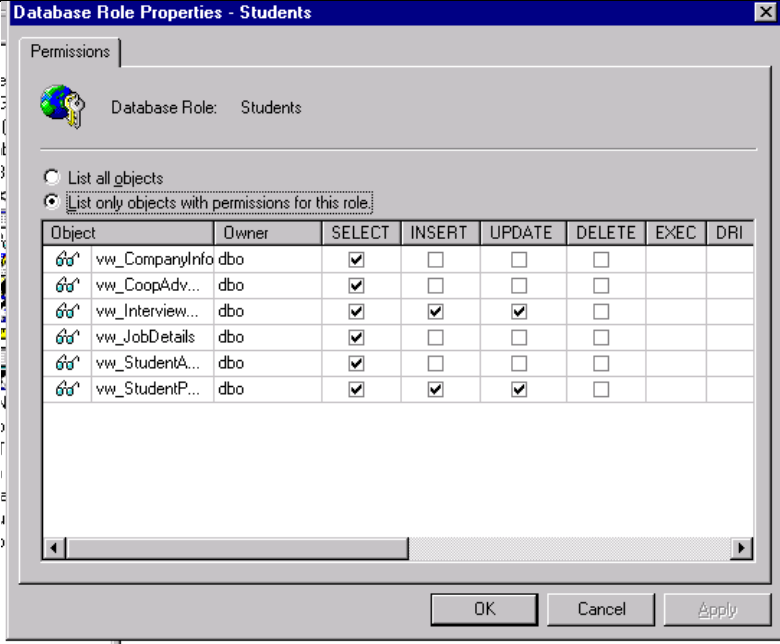 Database Role Properties - Students
Permissions
Database Role: Students
List all objects
List only objects with permissions for this role.
Object Owner SELECT INSERT UPDATE DELETE EXEC DRI
vw_CompanyInfo dbo
vw_CoopAdv... dbo
vw_Interview... dbo
vw_JobDetails dbo
vw_StudentA... dbo
vw_StudentP... dbo
OK Cancel Apply